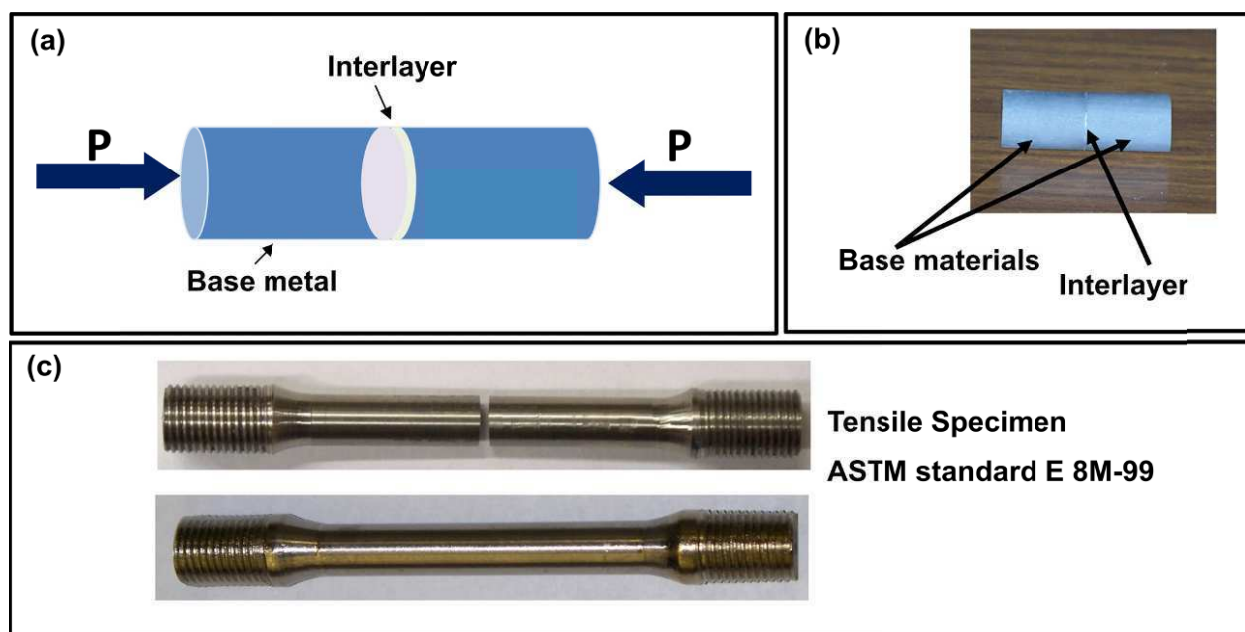 (a)
Interlayer
P
P
Base metal
(b)
Base materials
Interlayer
(c)
Tensile Specimen
ASTM standard E 8M-99